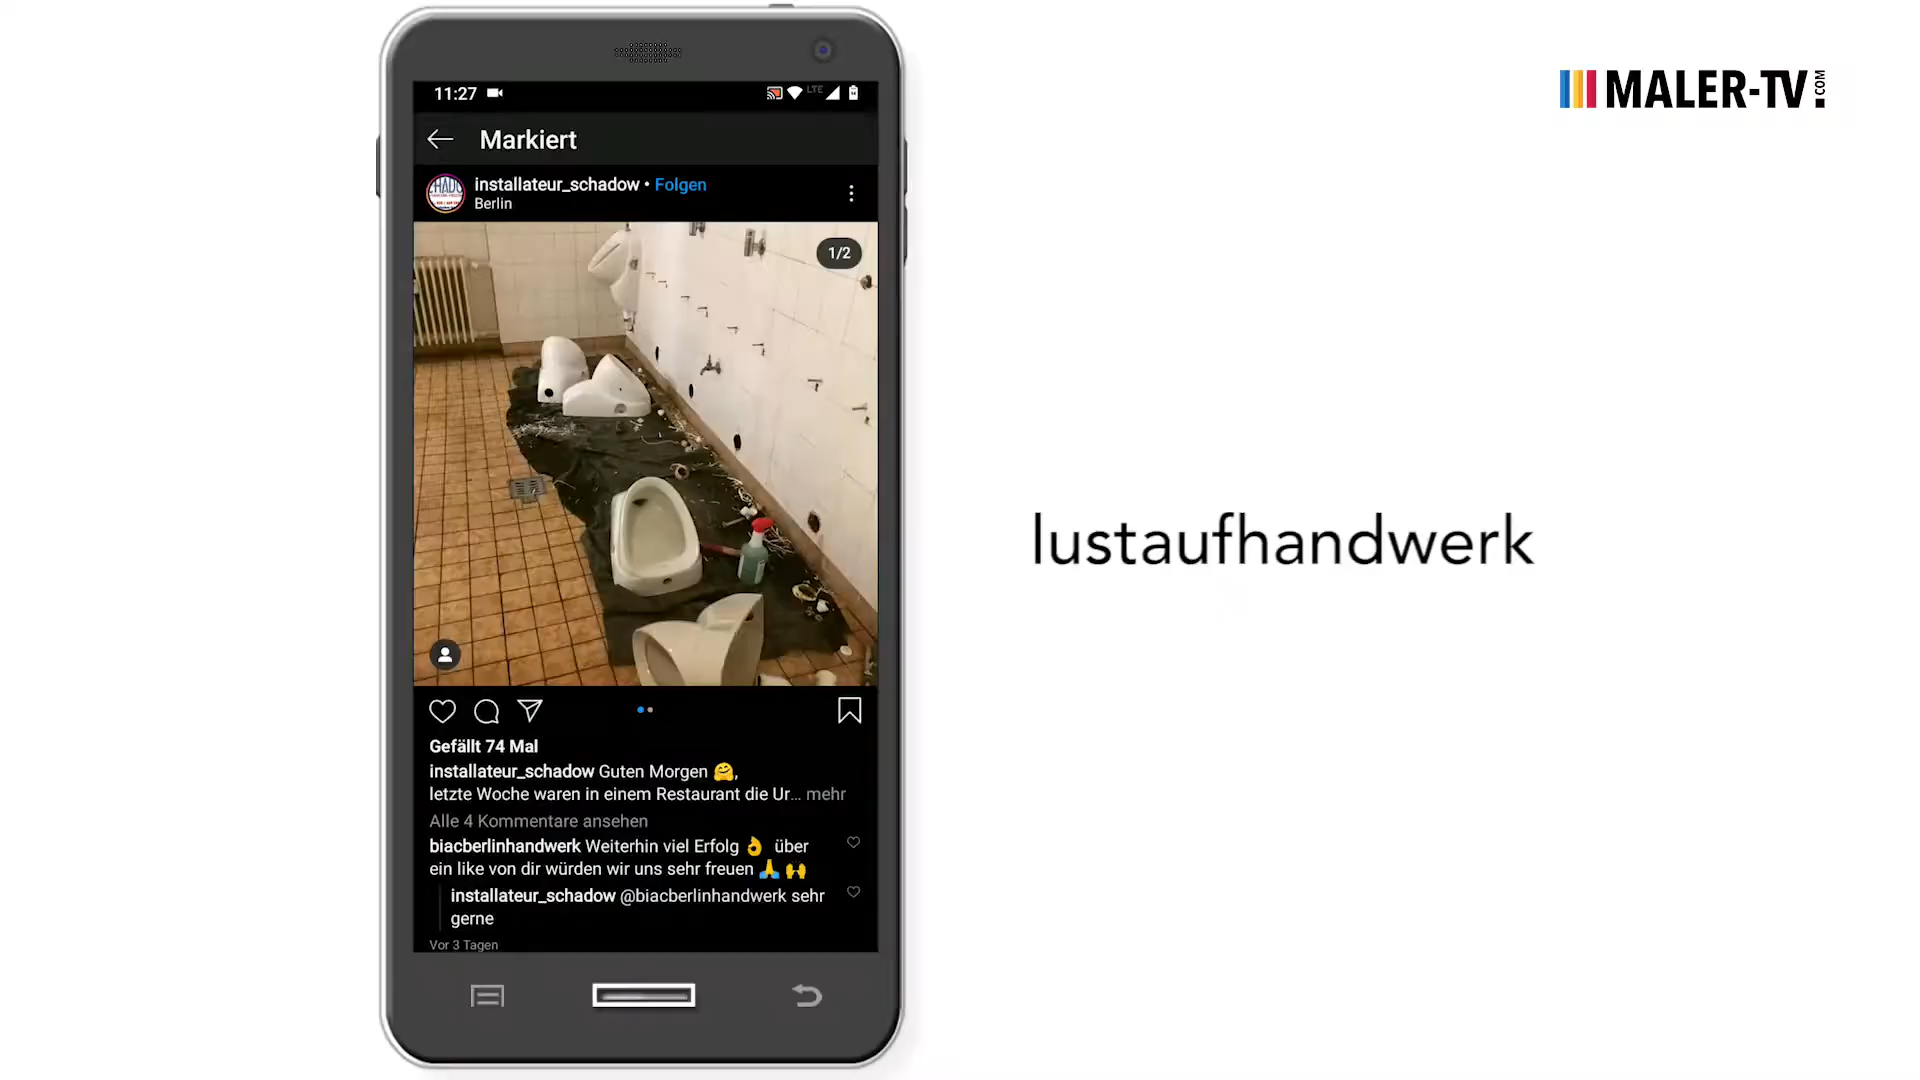 11:27
LTE
Markiert
installateur_schadow • Folgen
Berlin
1/2
Gefällt 74 Mal
installateur_schadow Guten Morgen 🤗,
letzte Woche waren in einem Restaurant die Ur... mehr
Alle 4 Kommentare ansehen
biacberlinhandwerk Weiterhin viel Erfolg 👌 über
ein like von dir würden wir uns sehr freuen 🙏 🙌
installateur_schadow @biacberlinhandwerk sehr
gerne
Vor 3 Tagen
MALER-TV.COM
lustaufhandwerk